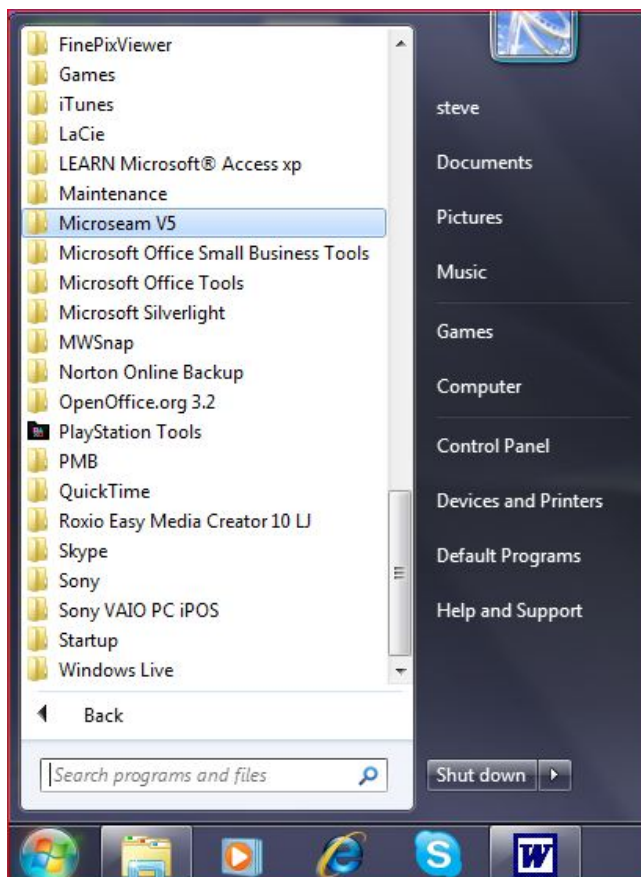 FinePixViewer
Games
iTunes
LaCie
LEARN Microsoft® Access xp
Maintenance
Microseam V5
Microsoft Office Small Business Tools
Microsoft Office Tools
Microsoft Silverlight
MWSnap
Norton Online Backup
OpenOffice.org 3.2
PlayStation Tools
PMB
QuickTime
Roxio Easy Media Creator 10 LJ
Skype
Sony
Sony VAIO PC iPOS
Startup
Windows Live
Back
Search programs and files
steve
Documents
Pictures
Music
Games
Computer
Control Panel
Devices and Printers
Default Programs
Help and Support
Shut down
S
W